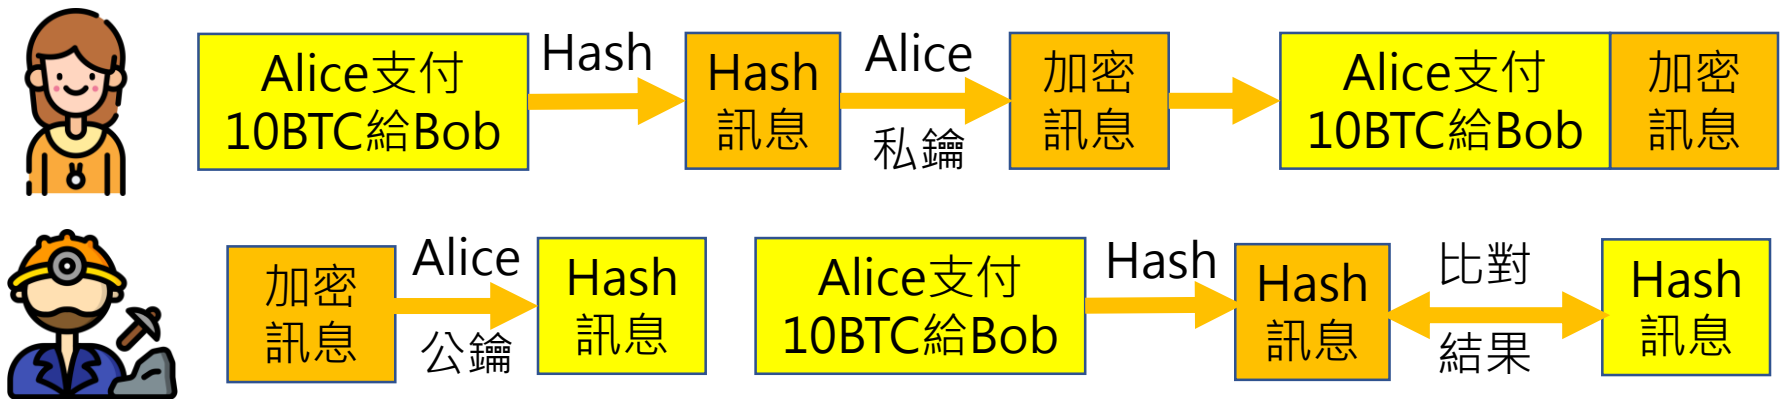 Alice支付
10BTC給Bob
Hash
Hash
訊息
Alice
私鑰
加密
訊息
Alice支付
10BTC給Bob
加密
訊息
加密
訊息
Alice
公鑰
Hash
訊息
Alice支付
10BTC給Bob
Hash
Hash
訊息
比對
結果
Hash
訊息